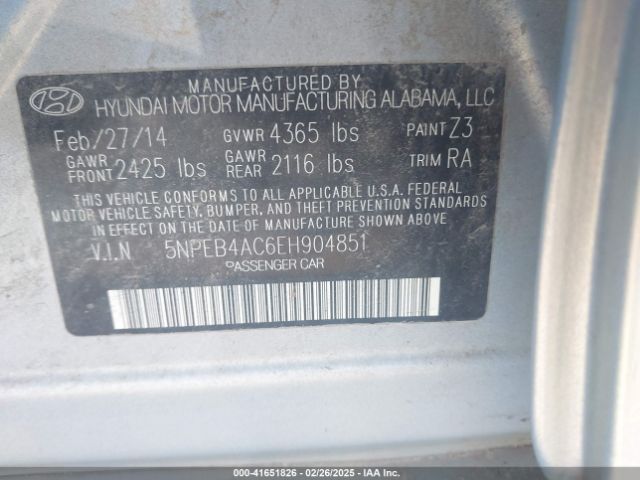 MANUFACTURED BY
HYUNDAI MOTOR MANUFACTURING ALABAMA, LLC
Feb/27/14 GVWR 4365 lbs PAINT Z3
GAWR FRONT 2425 lbs GAWR REAR 2116 lbs TRIM RA
THIS VEHICLE CONFORMS TO ALL APPLICABLE U.S.A. FEDERAL
MOTOR VEHICLE SAFETY, BUMPER, AND THEFT PREVENTION STANDARDS
IN EFFECT ON THE DATE OF MANUFACTURE SHOWN ABOVE
V.I.N 5NPEB4AC6EH904851
PASSENGER CAR
000-41651826 - 02/26/2025 - IAA Inc.